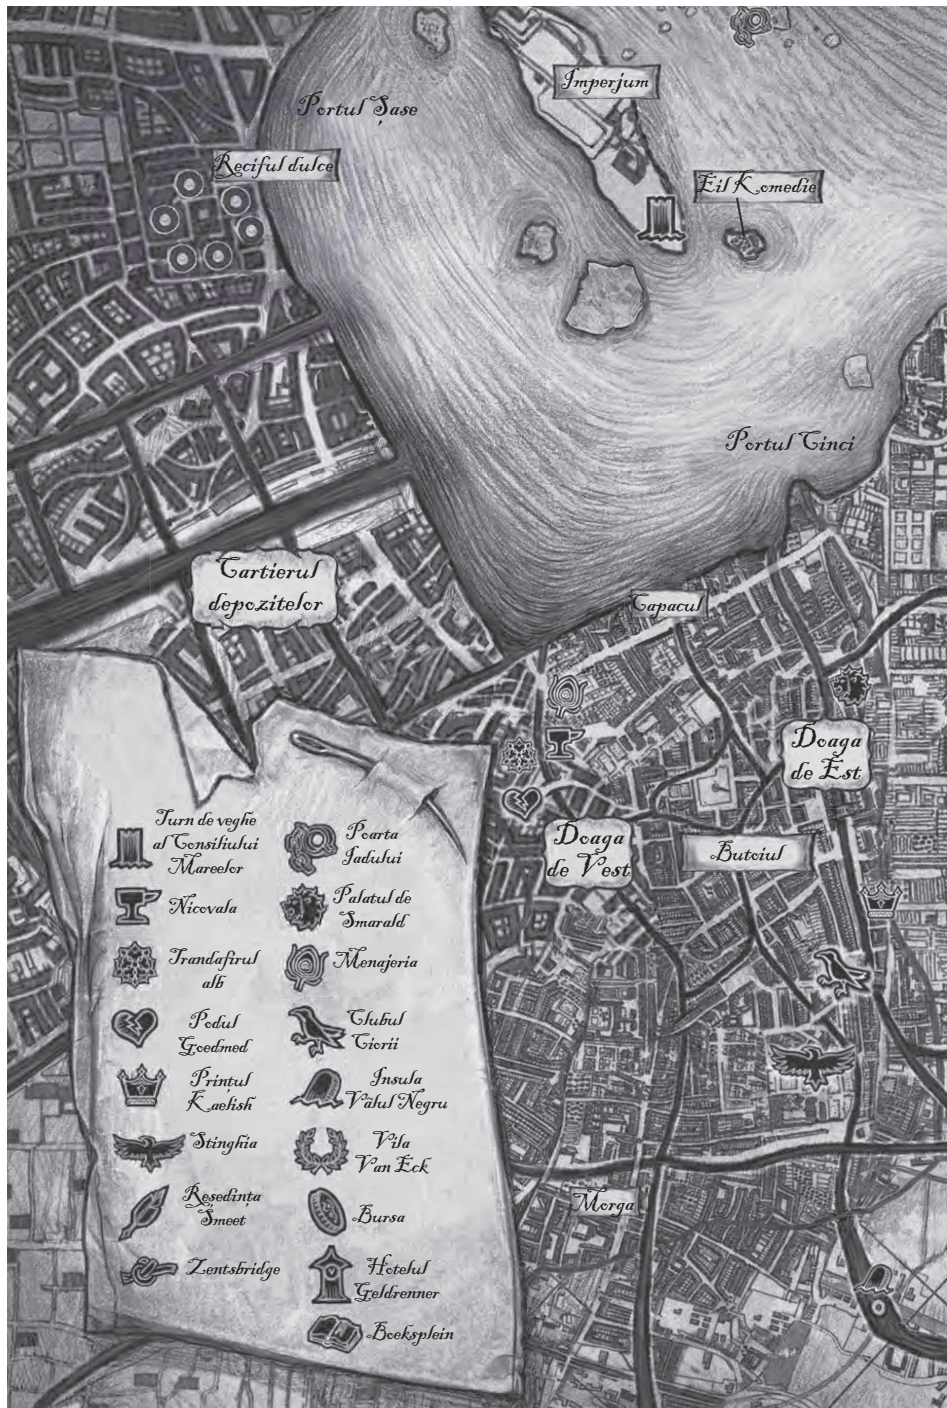 Imperjum
Portul Șase
Reciful dulce
Eil Komedie
Portul Cinci
Cartierul
depozitelor
Capacul
Doaga
de Est
Doaga
de Vest
Butoiul
Morga
Turn de veghe
al Consiliului
Mareelor
Nicovala
Trandafirul
alb
Podul
Goedmed
Prințul
Kaelish
Stinghia
Reședința
Smeet
Zentsbridge
Poarta
Iadului
Palatul de
Smarald
Menajeria
Clubul
Ciorii
Insula
Vălul Negru
Vila
Van Eck
Bursa
Hotelul
Geldrenner
Boeksplein